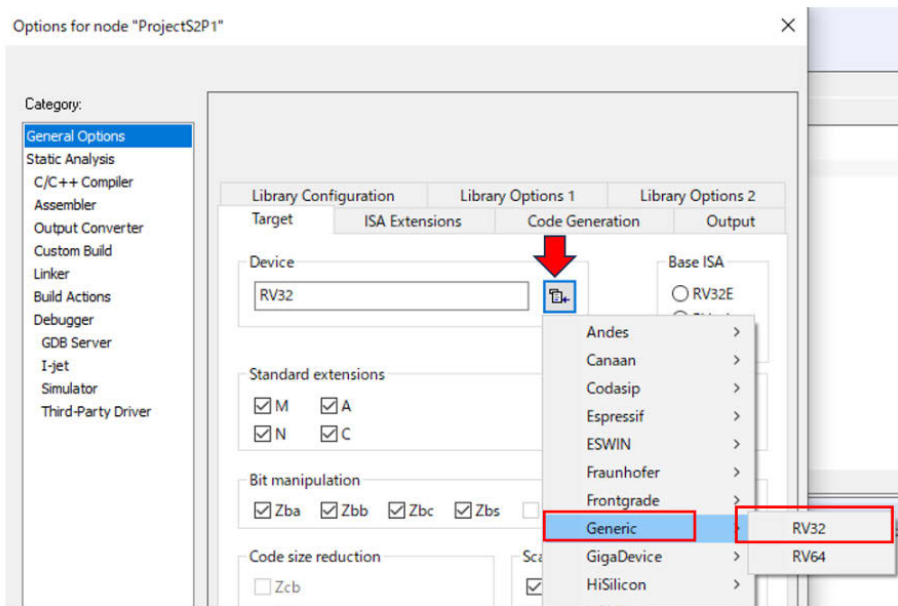 Options for node "ProjectS2P1"
Category:
General Options
Static Analysis
C/C++ Compiler
Assembler
Output Converter
Custom Build
Linker
Build Actions
Debugger
GDB Server
I-jet
Simulator
Third-Party Driver
Library Configuration Library Options 1 Library Options 2
Target ISA Extensions Code Generation Output
Device
RV32
Base ISA
RV32E
Standard extensions
M A
N C
Bit manipulation
Zba Zbb Zbc Zbs
Code size reduction
Zcb
Andes
Canaan
Codasip
Espressif
ESWIN
Fraunhofer
Frontgrade
Generic
GigaDevice
HiSilicon
RV32
RV64